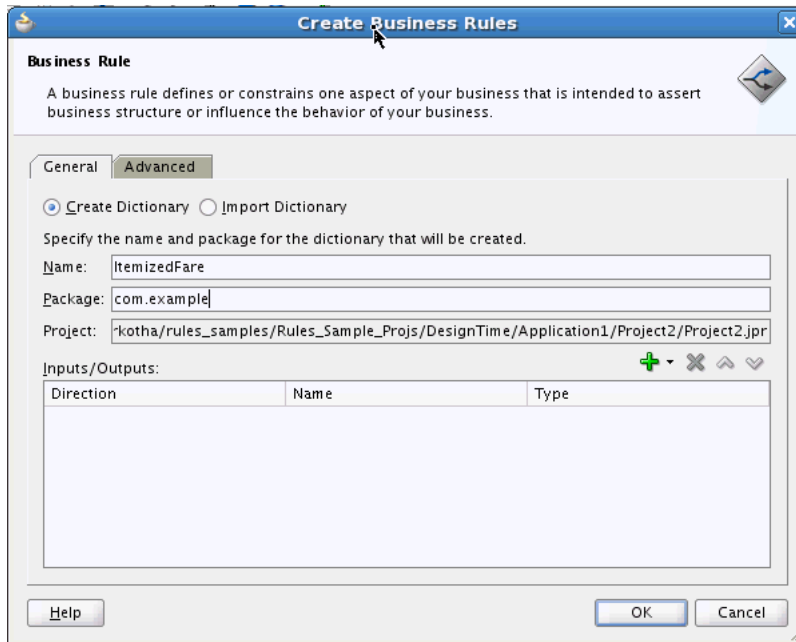 Create Business Rules
Business Rule
A business rule defines or constrains one aspect of your business that is intended to assert
business structure or influence the behavior of your business.
General Advanced
Create Dictionary Import Dictionary
Specify the name and package for the dictionary that will be created.
Name: ItemizedFare
Package: com.example
Project: rkotha/rules_samples/Rules_Sample_Projs/DesignTime/Application1/Project2/Project2.jpr
Inputs/Outputs:
Direction Name Type
Help OK Cancel